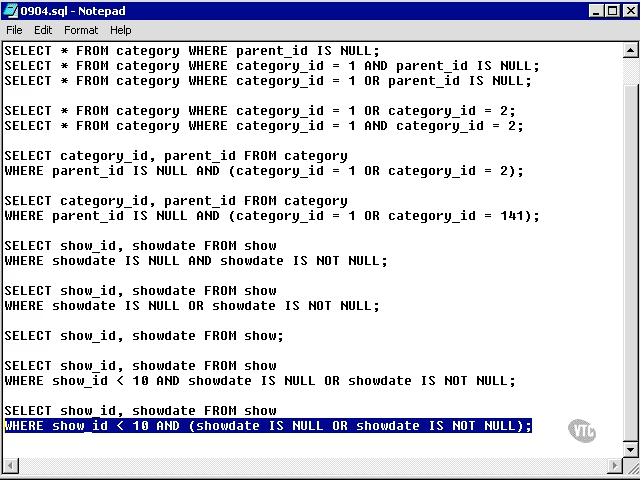 0904.sql - Notepad
File Edit Format Help
SELECT * FROM category WHERE parent_id IS NULL;
SELECT * FROM category WHERE category_id = 1 AND parent_id IS NULL;
SELECT * FROM category WHERE category_id = 1 OR parent_id IS NULL;
SELECT * FROM category WHERE category_id = 1 OR category_id = 2;
SELECT * FROM category WHERE category_id = 1 AND category_id = 2;
SELECT category_id, parent_id FROM category
WHERE parent_id IS NULL AND (category_id = 1 OR category_id = 2);
SELECT category_id, parent_id FROM category
WHERE parent_id IS NULL AND (category_id = 1 OR category_id = 141);
SELECT show_id, showdate FROM show
WHERE showdate IS NULL AND showdate IS NOT NULL;
SELECT show_id, showdate FROM show
WHERE showdate IS NULL OR showdate IS NOT NULL;
SELECT show_id, showdate FROM show;
SELECT show_id, showdate FROM show
WHERE show_id < 10 AND showdate IS NULL OR showdate IS NOT NULL;
SELECT show_id, showdate FROM show
WHERE show_id < 10 AND (showdate IS NULL OR showdate IS NOT NULL);
VTC